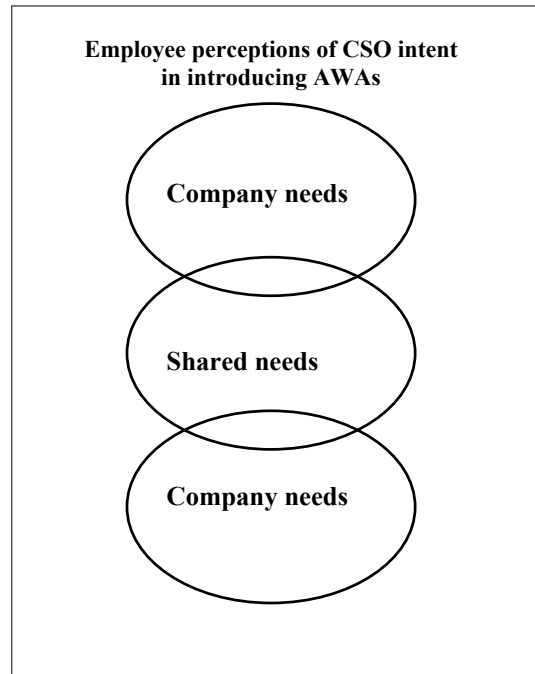 Employee perceptions of CSO intent
in introducing AWAs
Company needs
Shared needs
Company needs